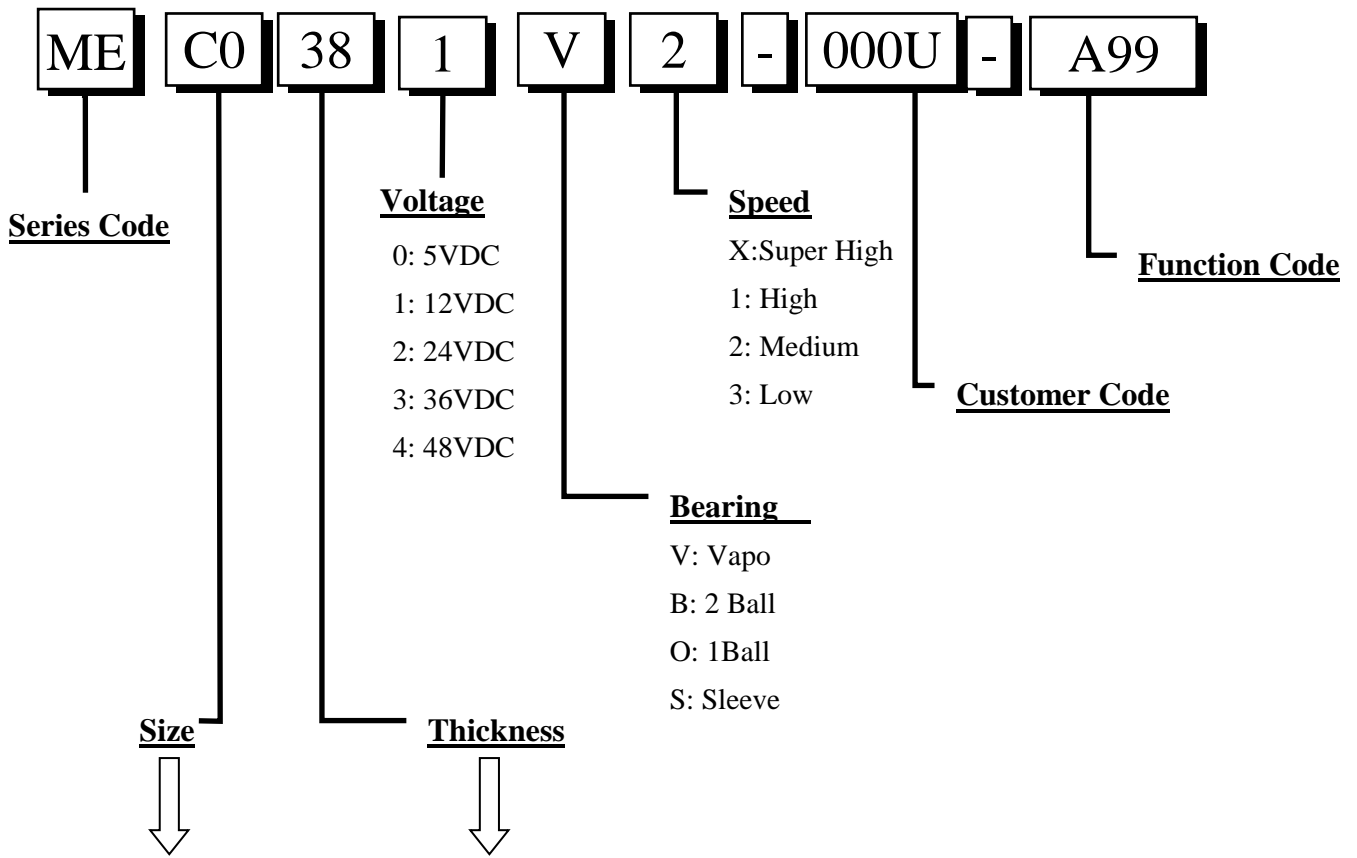 ME C0 38 1 V 2 - 000U - A99
Series Code
Voltage
0: 5VDC
1: 12VDC
2: 24VDC
3: 36VDC
4: 48VDC
Speed
X:Super High
1: High
2: Medium
3: Low
Function Code
Customer Code
Bearing
V: Vapo
B: 2 Ball
O: 1Ball
S: Sleeve
Size
Thickness